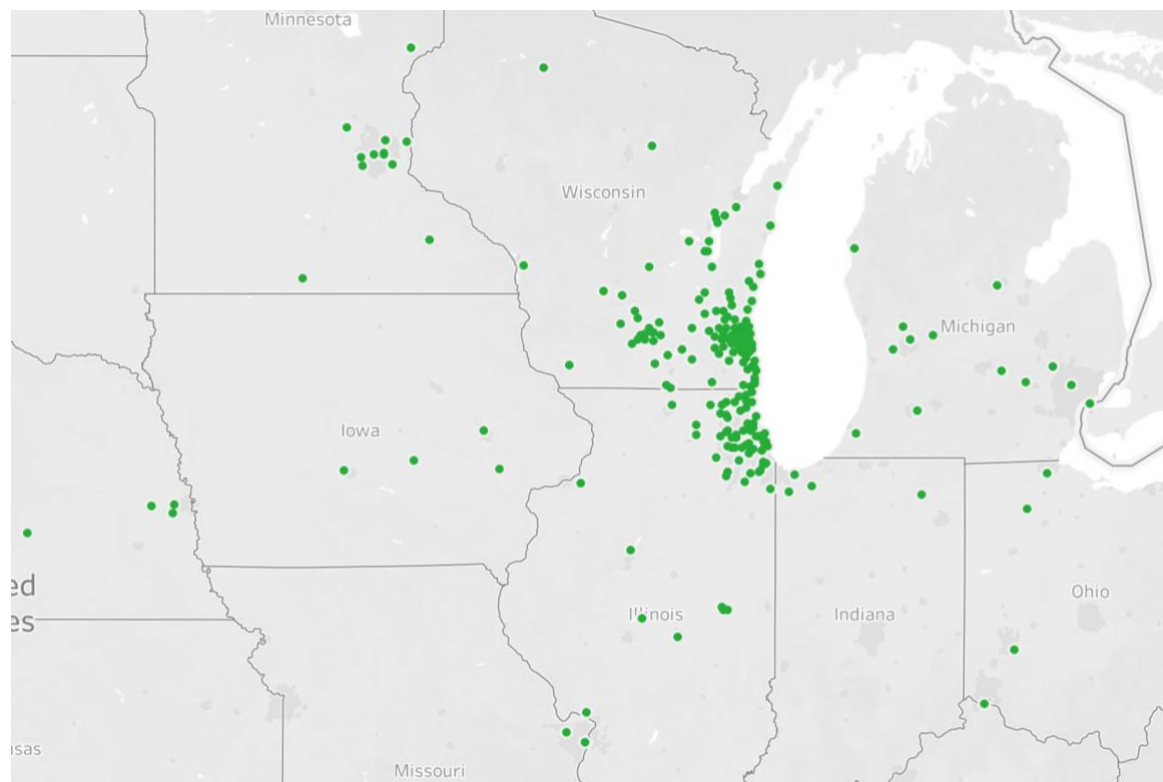 Minnesota
Wisconsin
Michigan
Iowa
ed
es
Illinois
Indiana
Ohio
sas
Missouri